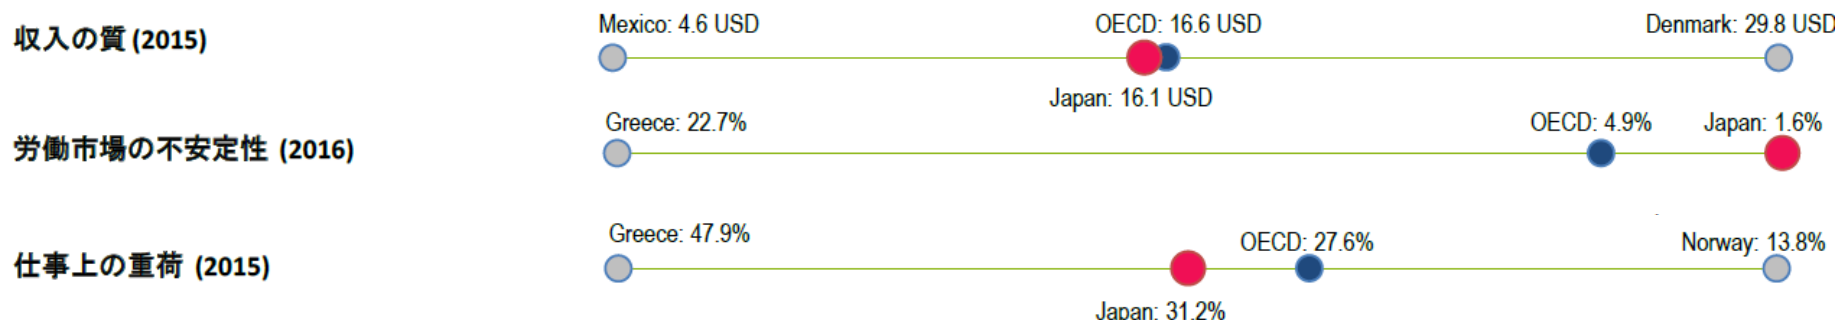 収入の質 (2015)
Mexico: 4.6 USD
OECD: 16.6 USD
Denmark: 29.8 USD
Japan: 16.1 USD
労働市場の不安定性 (2016)
Greece: 22.7%
OECD: 4.9%
Japan: 1.6%
仕事上の重荷 (2015)
Greece: 47.9%
OECD: 27.6%
Norway: 13.8%
Japan: 31.2%